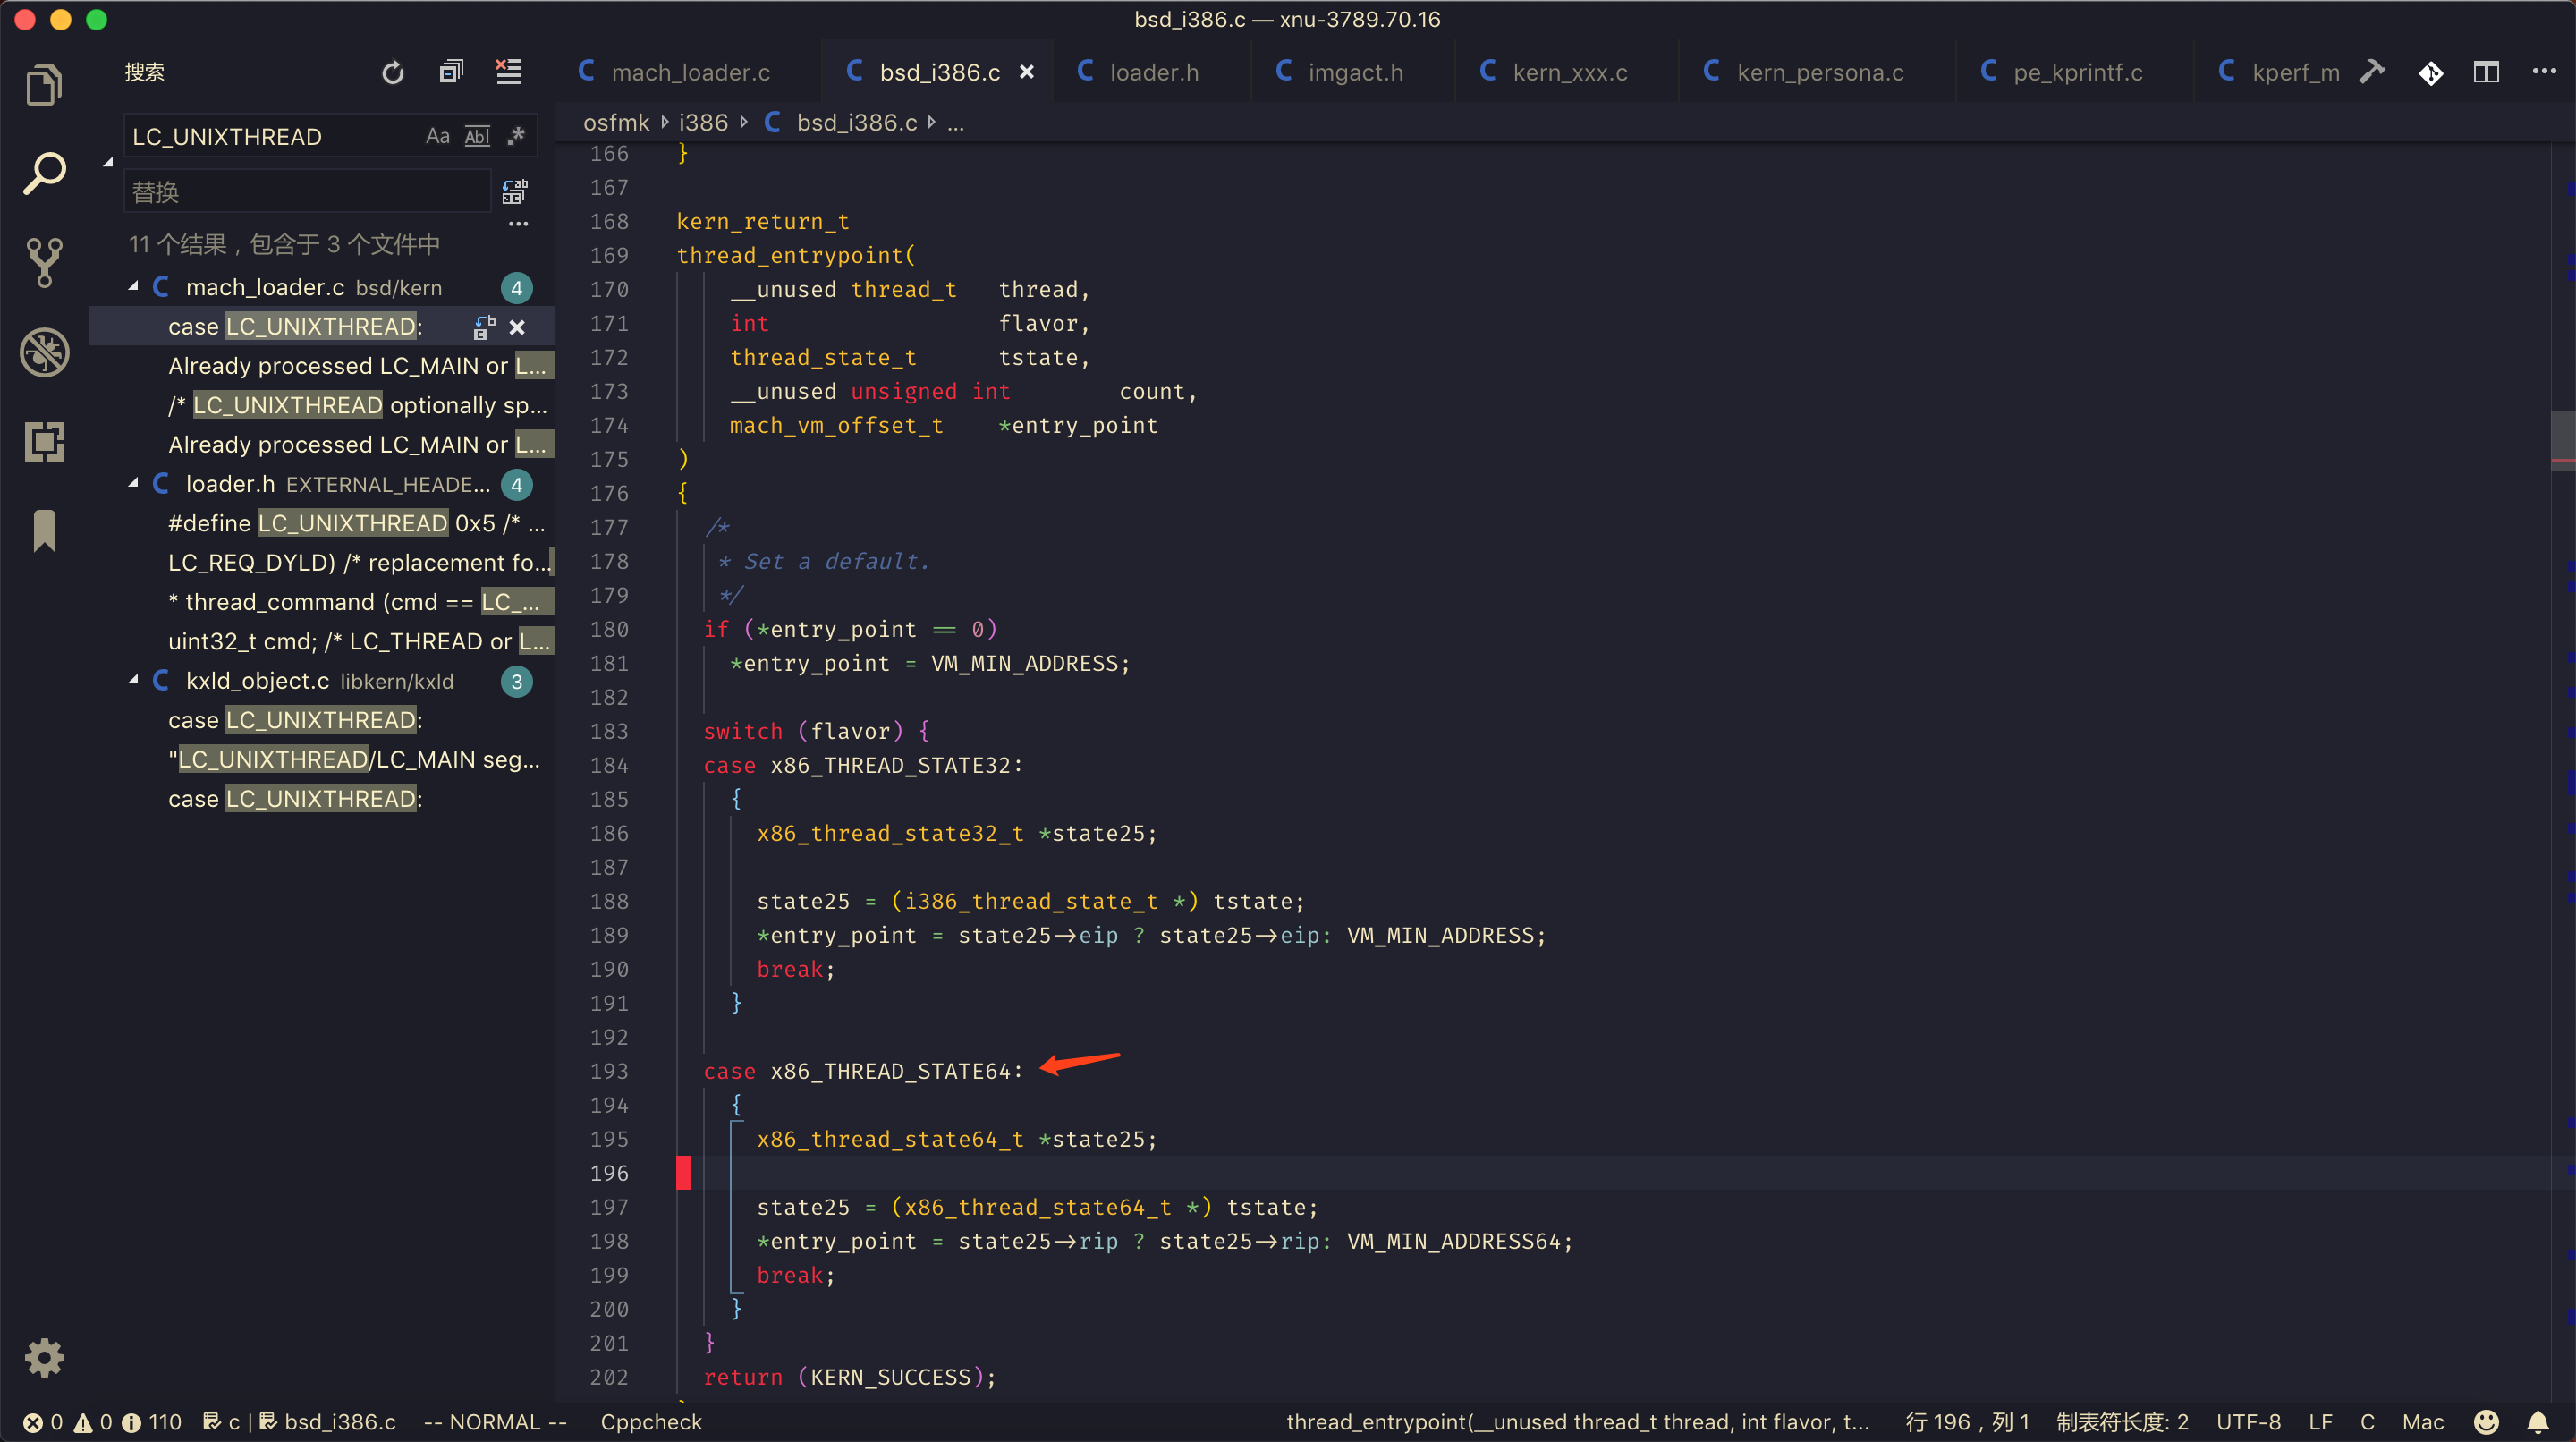 bsd_i386.c — xnu-3789.70.16
搜索
LC_UNIXTHREAD
Aa Abl .*
替换
11 个结果，包含于 3 个文件中
mach_loader.c bsd/kern 4
case LC_UNIXTHREAD:
Already processed LC_MAIN or L...
/* LC_UNIXTHREAD optionally sp...
Already processed LC_MAIN or L...
loader.h EXTERNAL_HEADE... 4
#define LC_UNIXTHREAD 0x5 /* ...
LC_REQ_DYLD) /* replacement fo...
* thread_command (cmd == LC_...
uint32_t cmd; /* LC_THREAD or L...
kxld_object.c libkern/kxld 3
case LC_UNIXTHREAD:
"LC_UNIXTHREAD/LC_MAIN seg...
case LC_UNIXTHREAD:
C mach_loader.c C bsd_i386.c × C loader.h C imgact.h C kern_xxx.c C kern_persona.c C pe_kprintf.c C kperf_m
osfmk i386 C bsd_i386.c ...
166 }
167
168 kern_return_t
169 thread_entrypoint(
170 __unused thread_t thread,
171 int flavor,
172 thread_state_t tstate,
173 __unused unsigned int count,
174 mach_vm_offset_t *entry_point
175 )
176 {
177 /*
178 * Set a default.
179 */
180 if (*entry_point == 0)
181 *entry_point = VM_MIN_ADDRESS;
182
183 switch (flavor) {
184 case x86_THREAD_STATE32:
185 {
186 x86_thread_state32_t *state25;
187
188 state25 = (i386_thread_state_t *) tstate;
189 *entry_point = state25->eip ? state25->eip: VM_MIN_ADDRESS;
190 break;
191 }
192
193 case x86_THREAD_STATE64:
194 {
195 x86_thread_state64_t *state25;
196
197 state25 = (x86_thread_state64_t *) tstate;
198 *entry_point = state25->rip ? state25->rip: VM_MIN_ADDRESS64;
199 break;
200 }
201 }
202 return (KERN_SUCCESS);
0 0 110 c | bsd_i386.c -- NORMAL -- Cppcheck thread_entrypoint(__unused thread_t thread, int flavor, t... 行 196，列 1 制表符长度: 2 UTF-8 LF C Mac